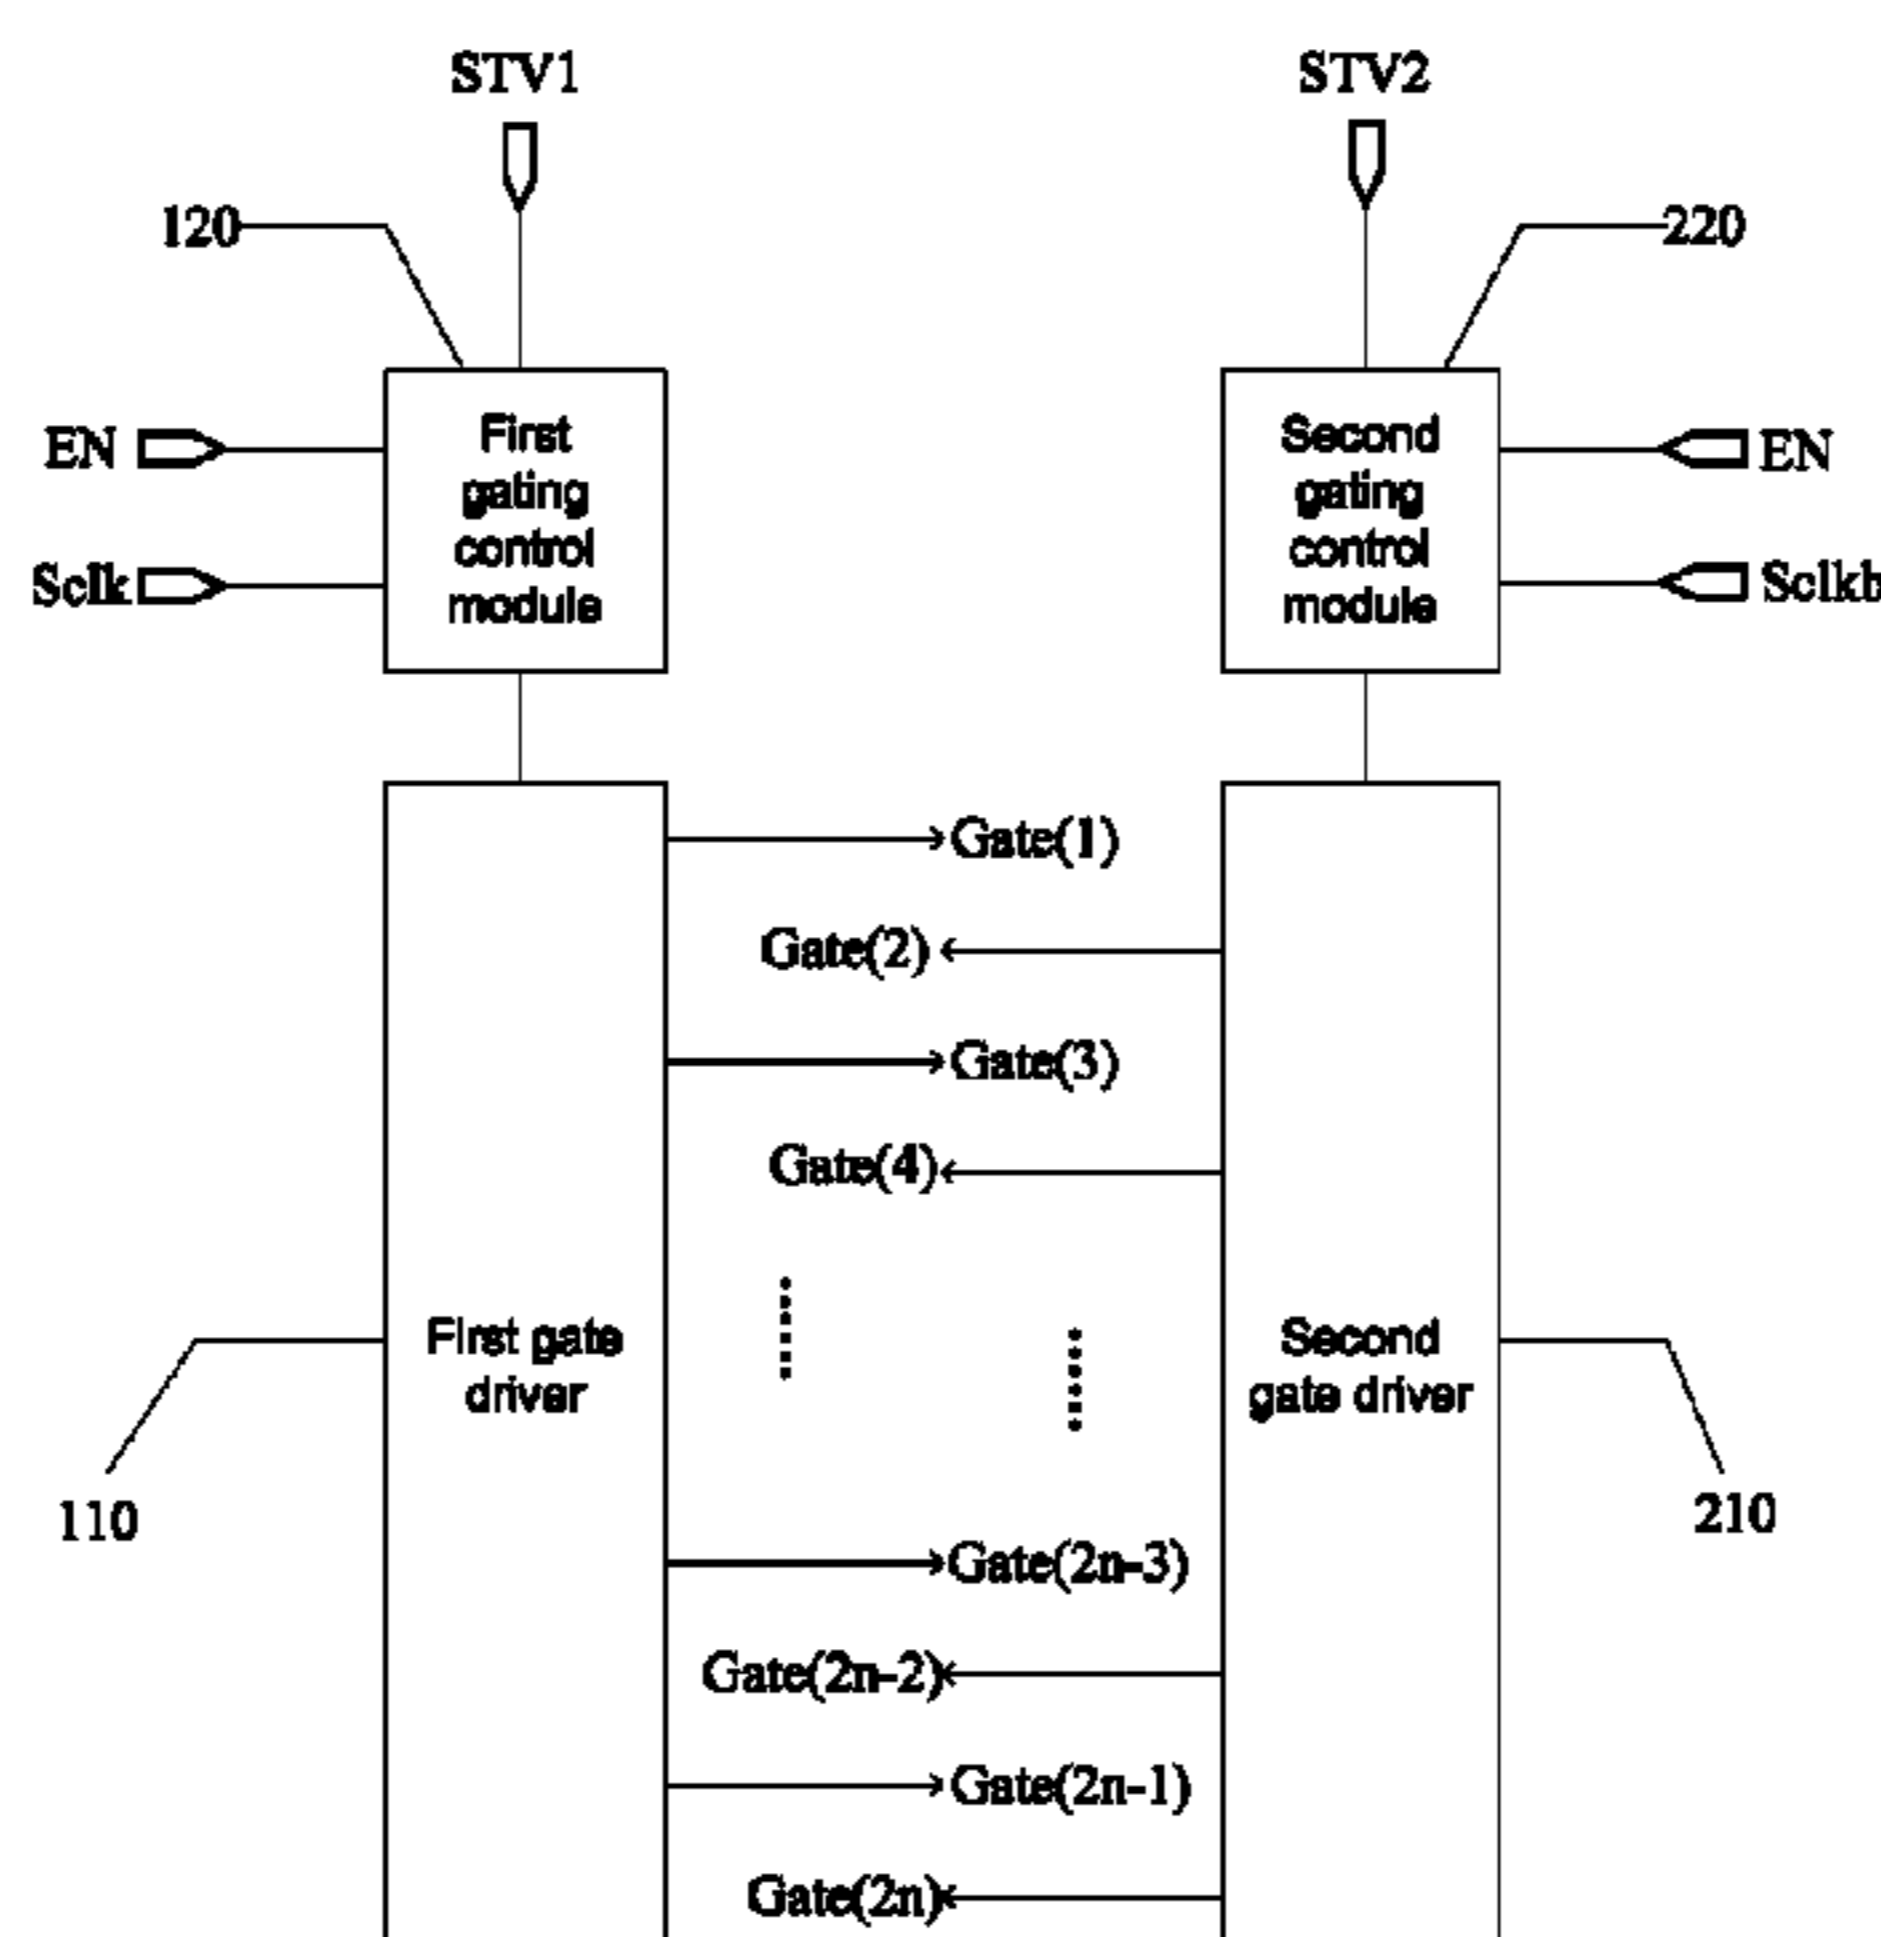 STV1
STV2
120
220
EN
First
gating
control
module
Second
gating
control
module
EN
Sclk
Sclkb
Gate(1)
Gate(2)
Gate(3)
Gate(4)
First gate
driver
Second
gate driver
110
210
Gate(2n-3)
Gate(2n-2)
Gate(2n-1)
Gate(2n)